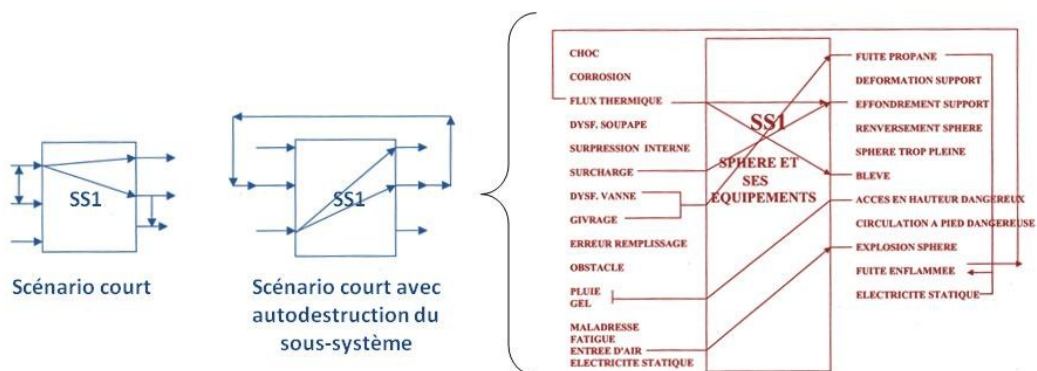 SS1
Scénario court
SS1
Scénario court avec
autodestruction du
sous-système
CHOC
CORROSION
FLUX THERMIQUE
DYSF. SOUPAPE
SURPRESSION INTERNE
SURCHARGE
DYSF. VANNE
GIVRAGE
ERREUR REMPLISSAGE
OBSTACLE
PLUIE
GEL
MALADRESSE
FATIGUE
ENTREE D'AIR
ELECTRICITE STATIQUE
SS1
SPHERE ET
SES
EQUIPEMENTS
FUITE PROPANE
DEFORMATION SUPPORT
EFFONDREMENT SUPPORT
RENVERSEMENT SPHERE
SPHERE TROP PLEINE
BLEVE
ACCES EN HAUTEUR DANGEREUX
CIRCULATION A PIED DANGEREUSE
EXPLOSION SPHERE
FUITE ENFLAMMEE
ELECTRICITE STATIQUE